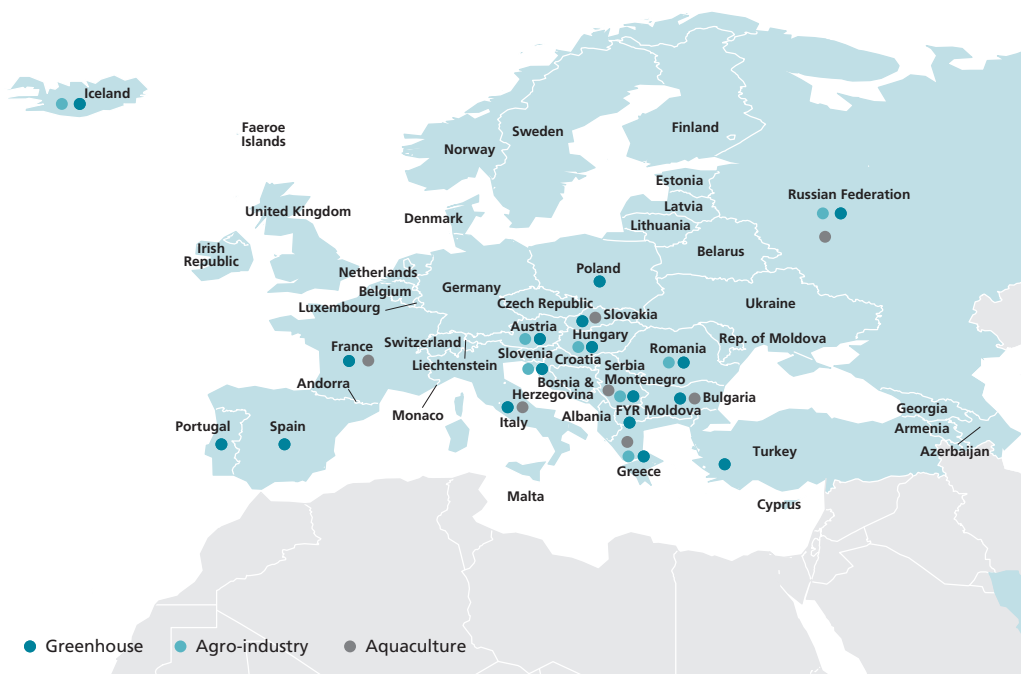 Iceland
Faeroe
Islands
Sweden
Finland
Norway
Estonia
Russian Federation
Latvia
United Kingdom
Denmark
Lithuania
Irish
Republic
Belarus
Netherlands
Poland
Belgium
Germany
Luxembourg
Czech Republic
Ukraine
Slovakia
Austria
Hungary
Rep. of Moldova
France
Switzerland
Slovenia
Croatia
Romania
Liechtenstein
Serbia
Andorra
Bosnia &
Herzegovina
Montenegro
Bulgaria
Monaco
Albania
FYR Moldova
Georgia
Portugal
Spain
Italy
Armenia
Turkey
Azerbaijan
Greece
Malta
Cyprus
Greenhouse
Agro-industry
Aquaculture